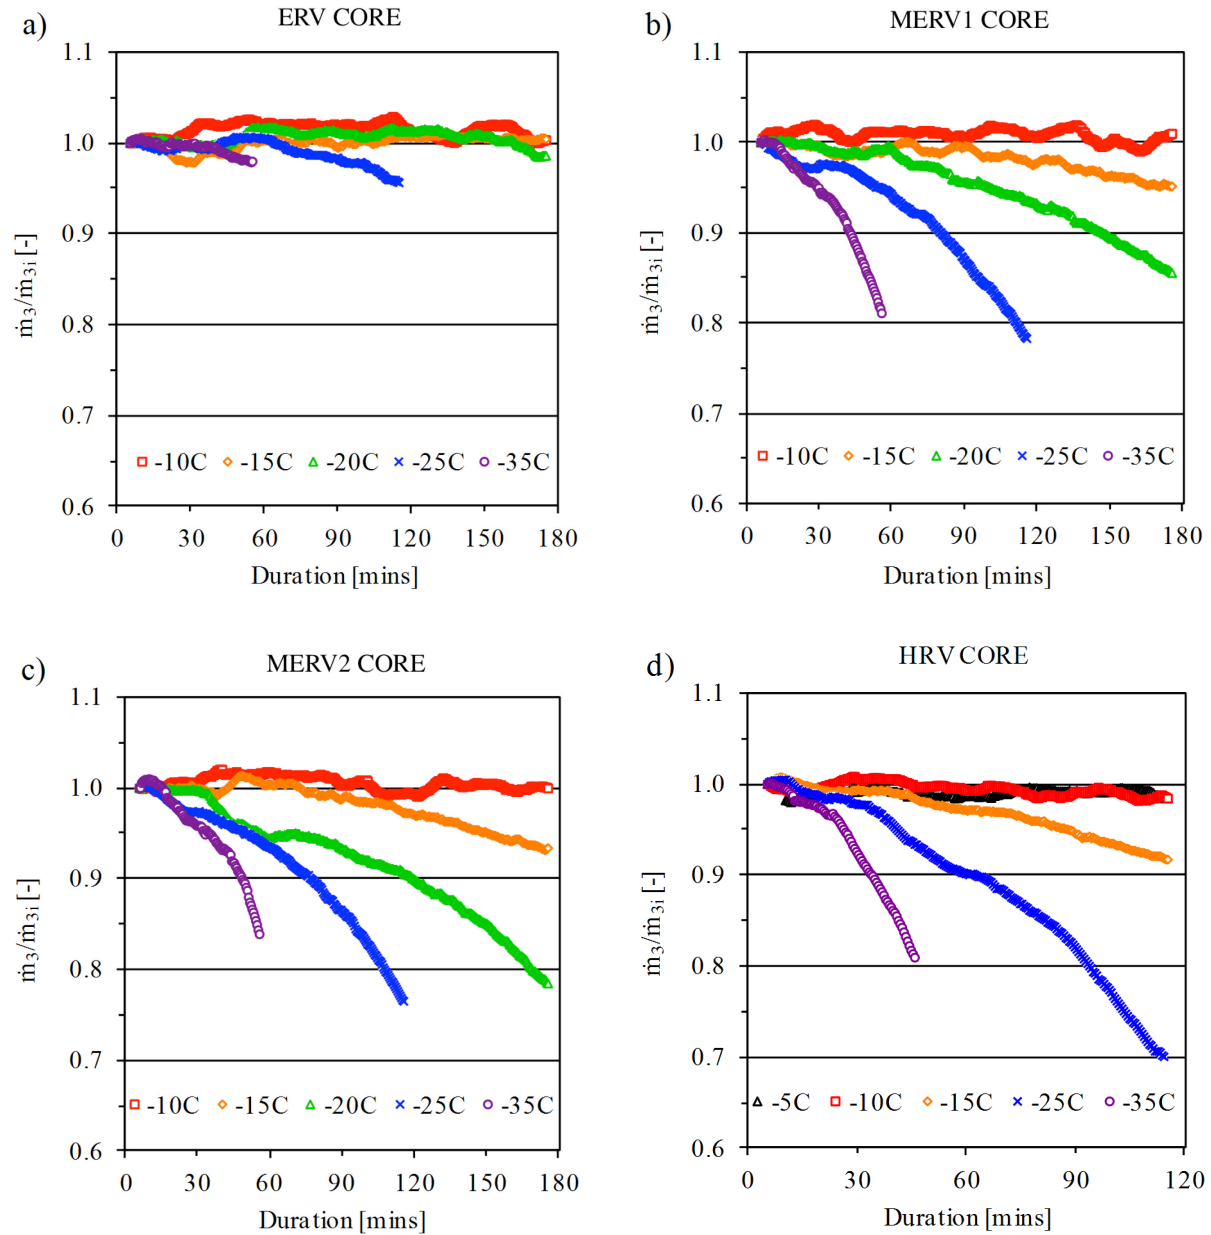 a)
ERV CORE
1.1
1.0
0.9
0.8
0.7
0.6
ṁ3/ṁ3i [-]
-10C -15C -20C -25C -35C
0 30 60 90 120 150 180
Duration [mins]
b)
MERV1 CORE
1.1
1.0
0.9
0.8
0.7
0.6
ṁ3/ṁ3i [-]
-10C -15C -20C -25C -35C
0 30 60 90 120 150 180
Duration [mins]
c)
MERV2 CORE
1.1
1.0
0.9
0.8
0.7
0.6
ṁ3/ṁ3i [-]
-10C -15C -20C -25C -35C
0 30 60 90 120 150 180
Duration [mins]
d)
HRV CORE
1.1
1.0
0.9
0.8
0.7
0.6
ṁ3/ṁ3i [-]
-5C -10C -15C -25C -35C
0 30 60 90 120
Duration [mins]